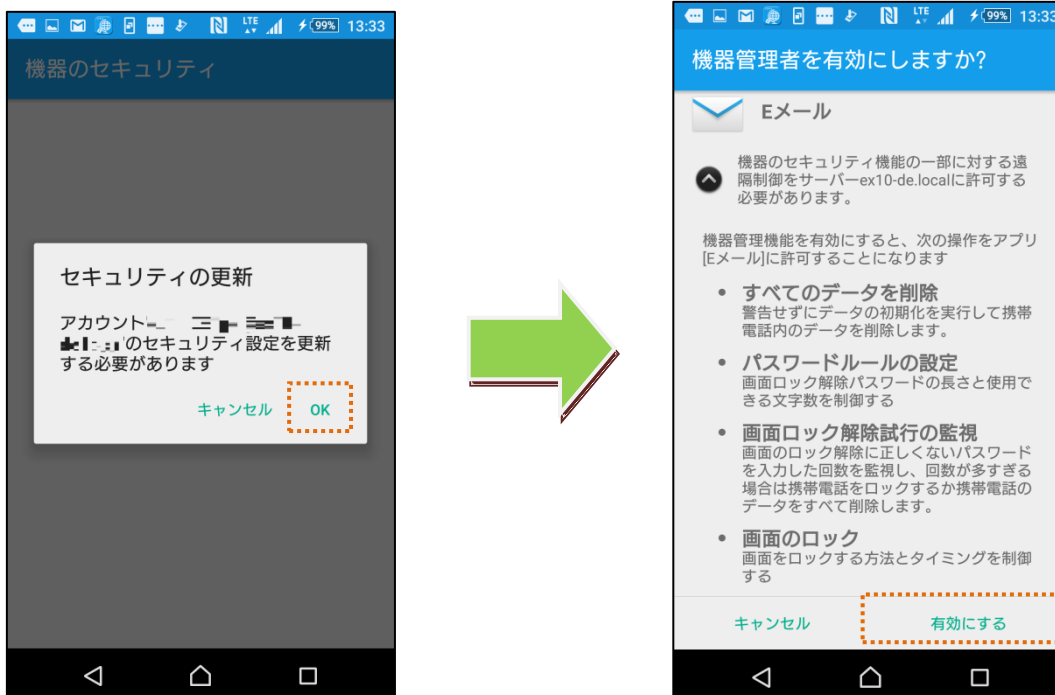 LTE
99%
13:33
機器のセキュリティ
セキュリティの更新
アカウント
のセキュリティ設定を更新
する必要があります
キャンセル
OK
LTE
99%
13:33
機器管理者を有効にしますか?
Eメール
機器のセキュリティ機能の一部に対する遠
隔制御をサーバーex10-de.localに許可する
必要があります。
機器管理機能を有効にすると、次の操作をアプリ
[Eメール]に許可することになります
• すべてのデータを削除
警告せずにデータの初期化を実行して携帯
電話内のデータを削除します。
• パスワードルールの設定
画面ロック解除パスワードの長さと使用で
きる文字数を制御する
• 画面ロック解除試行の監視
画面のロック解除に正しくないパスワード
を入力した回数を監視し、回数が多すぎる
場合は携帯電話をロックするか携帯電話の
データをすべて削除します。
• 画面のロック
画面をロックする方法とタイミングを制御
する
キャンセル
有効にする